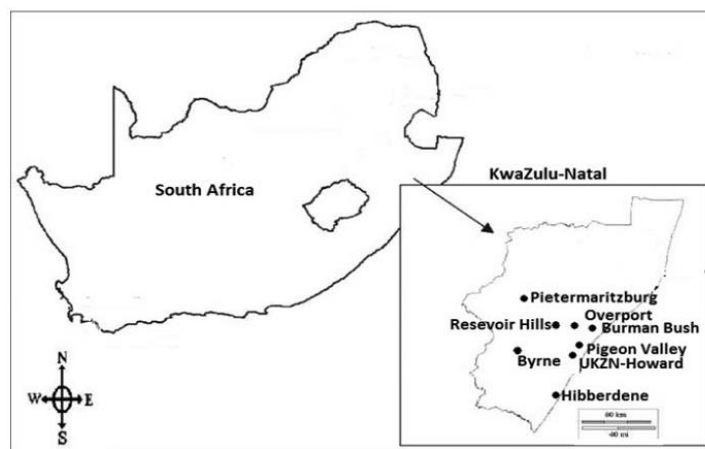 South Africa
KwaZulu-Natal
Pietermaritzburg
Overport
Resevoir Hills
Burman Bush
Pigeon Valley
Byrne
UKZN-Howard
Hibberdene
N
W
E
S